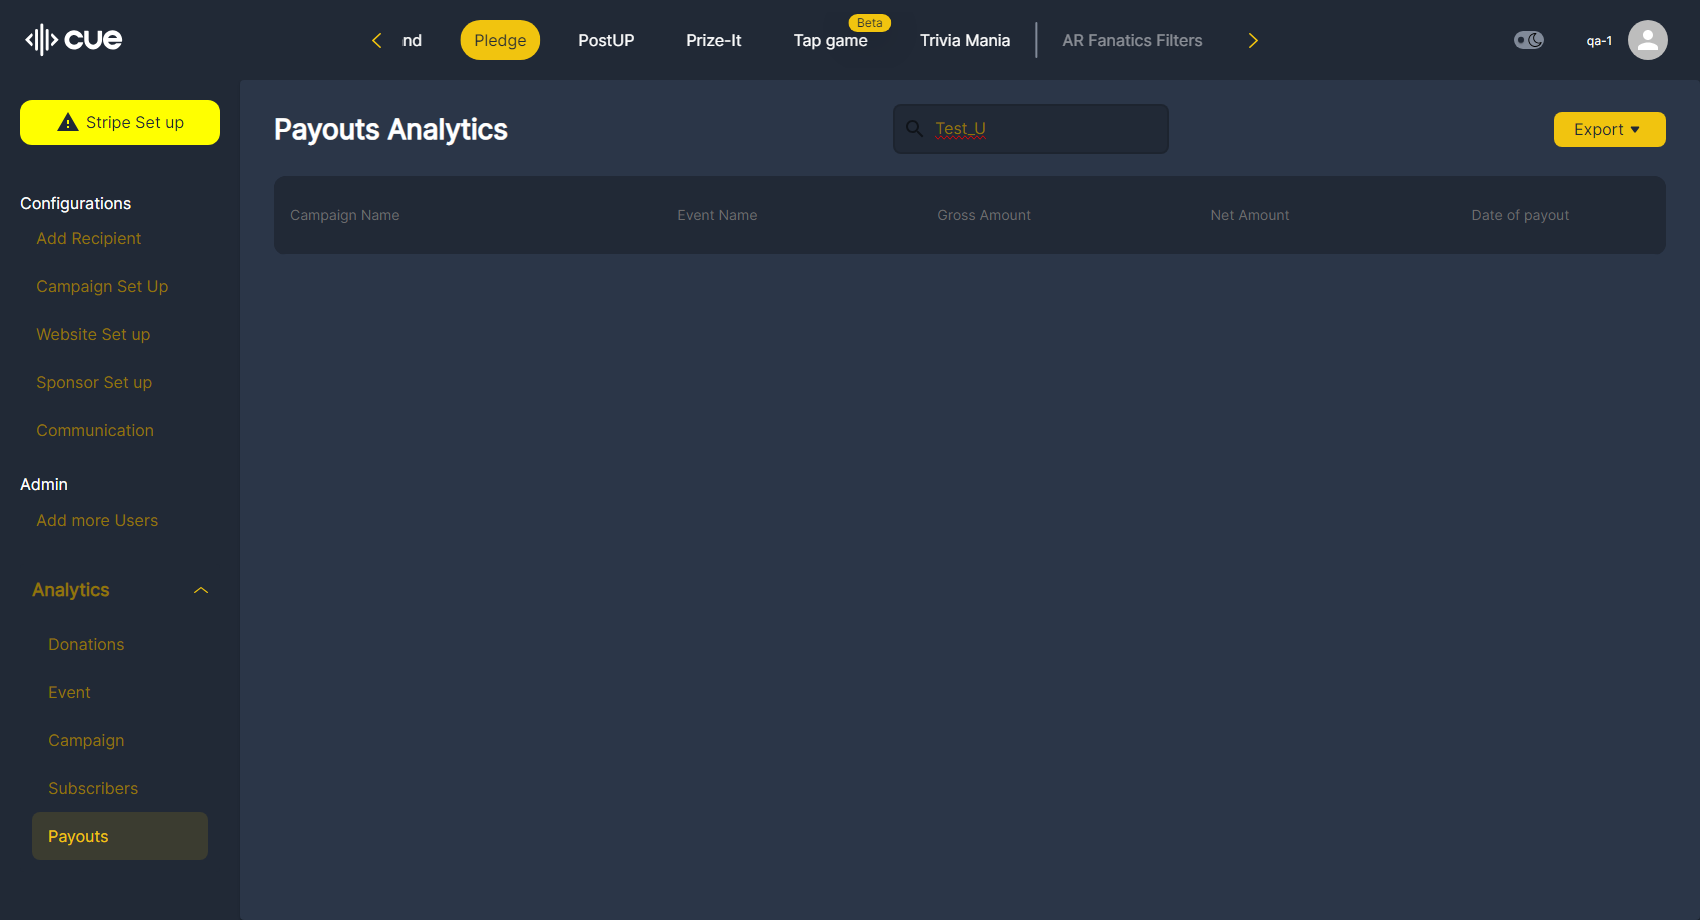 cue
nd
Pledge
PostUP
Prize-It
Tap game
Beta
Trivia Mania
AR Fanatics Filters
qa-1
Stripe Set up
Configurations
Add Recipient
Campaign Set Up
Website Set up
Sponsor Set up
Communication
Admin
Add more Users
Analytics
Donations
Event
Campaign
Subscribers
Payouts
Payouts Analytics
Test_U
Export
Campaign Name
Event Name
Gross Amount
Net Amount
Date of payout